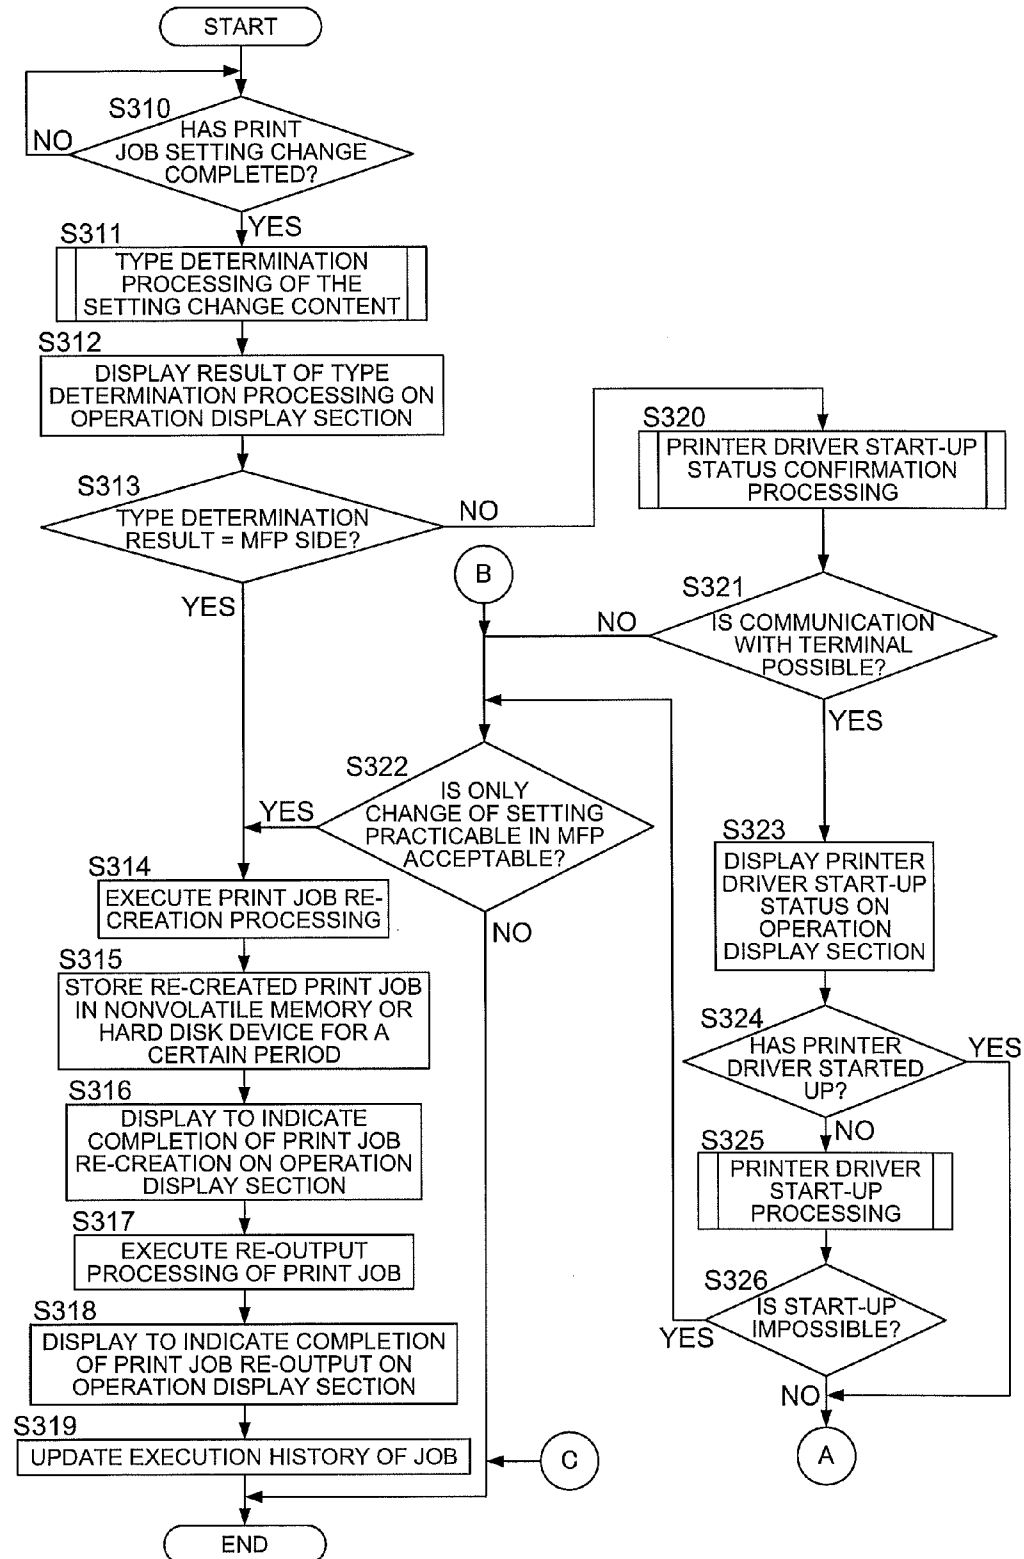 START
S310
HAS PRINT
JOB SETTING CHANGE
COMPLETED?
NO
YES
S311
TYPE DETERMINATION
PROCESSING OF THE
SETTING CHANGE CONTENT
S312
DISPLAY RESULT OF TYPE
DETERMINATION PROCESSING ON
OPERATION DISPLAY SECTION
S313
TYPE DETERMINATION
RESULT = MFP SIDE?
NO
YES
S320
PRINTER DRIVER START-UP
STATUS CONFIRMATION
PROCESSING
B
S321
IS COMMUNICATION
WITH TERMINAL
POSSIBLE?
NO
YES
S322
IS ONLY
CHANGE OF SETTING
PRACTICABLE IN MFP
ACCEPTABLE?
YES
NO
S314
EXECUTE PRINT JOB RE-
CREATION PROCESSING
S315
STORE RE-CREATED PRINT JOB
IN NONVOLATILE MEMORY OR
HARD DISK DEVICE FOR A
CERTAIN PERIOD
S316
DISPLAY TO INDICATE
COMPLETION OF PRINT JOB
RE-CREATION ON OPERATION
DISPLAY SECTION
S317
EXECUTE RE-OUTPUT
PROCESSING OF PRINT JOB
S318
DISPLAY TO INDICATE COMPLETION
OF PRINT JOB RE-OUTPUT ON
OPERATION DISPLAY SECTION
S319
UPDATE EXECUTION HISTORY OF JOB
C
END
S323
DISPLAY PRINTER
DRIVER START-UP
STATUS ON
OPERATION
DISPLAY SECTION
S324
HAS PRINTER
DRIVER STARTED
UP?
YES
NO
S325
PRINTER DRIVER
START-UP
PROCESSING
S326
IS START-UP
IMPOSSIBLE?
YES
NO
A